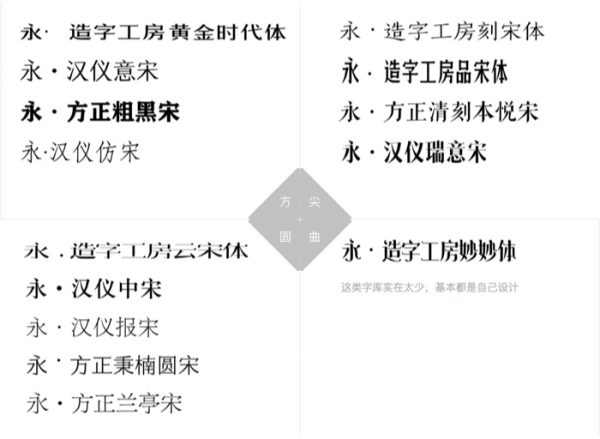 永· 造字工房黄金时代体
永·汉仪意宋
永·方正粗黑宋
永·汉仪仿宋
永·造字工房刻宋体
永·造字工房品宋体
永·方正清刻本悦宋
永·汉仪瑞意宋
方 尖
圆 曲
永·造字工房云宋体
永·汉仪中宋
永·汉仪报宋
永·方正秉楠圆宋
永·方正兰亭宋
永·造字工房妙妙体
这类字库实在太少，基本都是自己设计